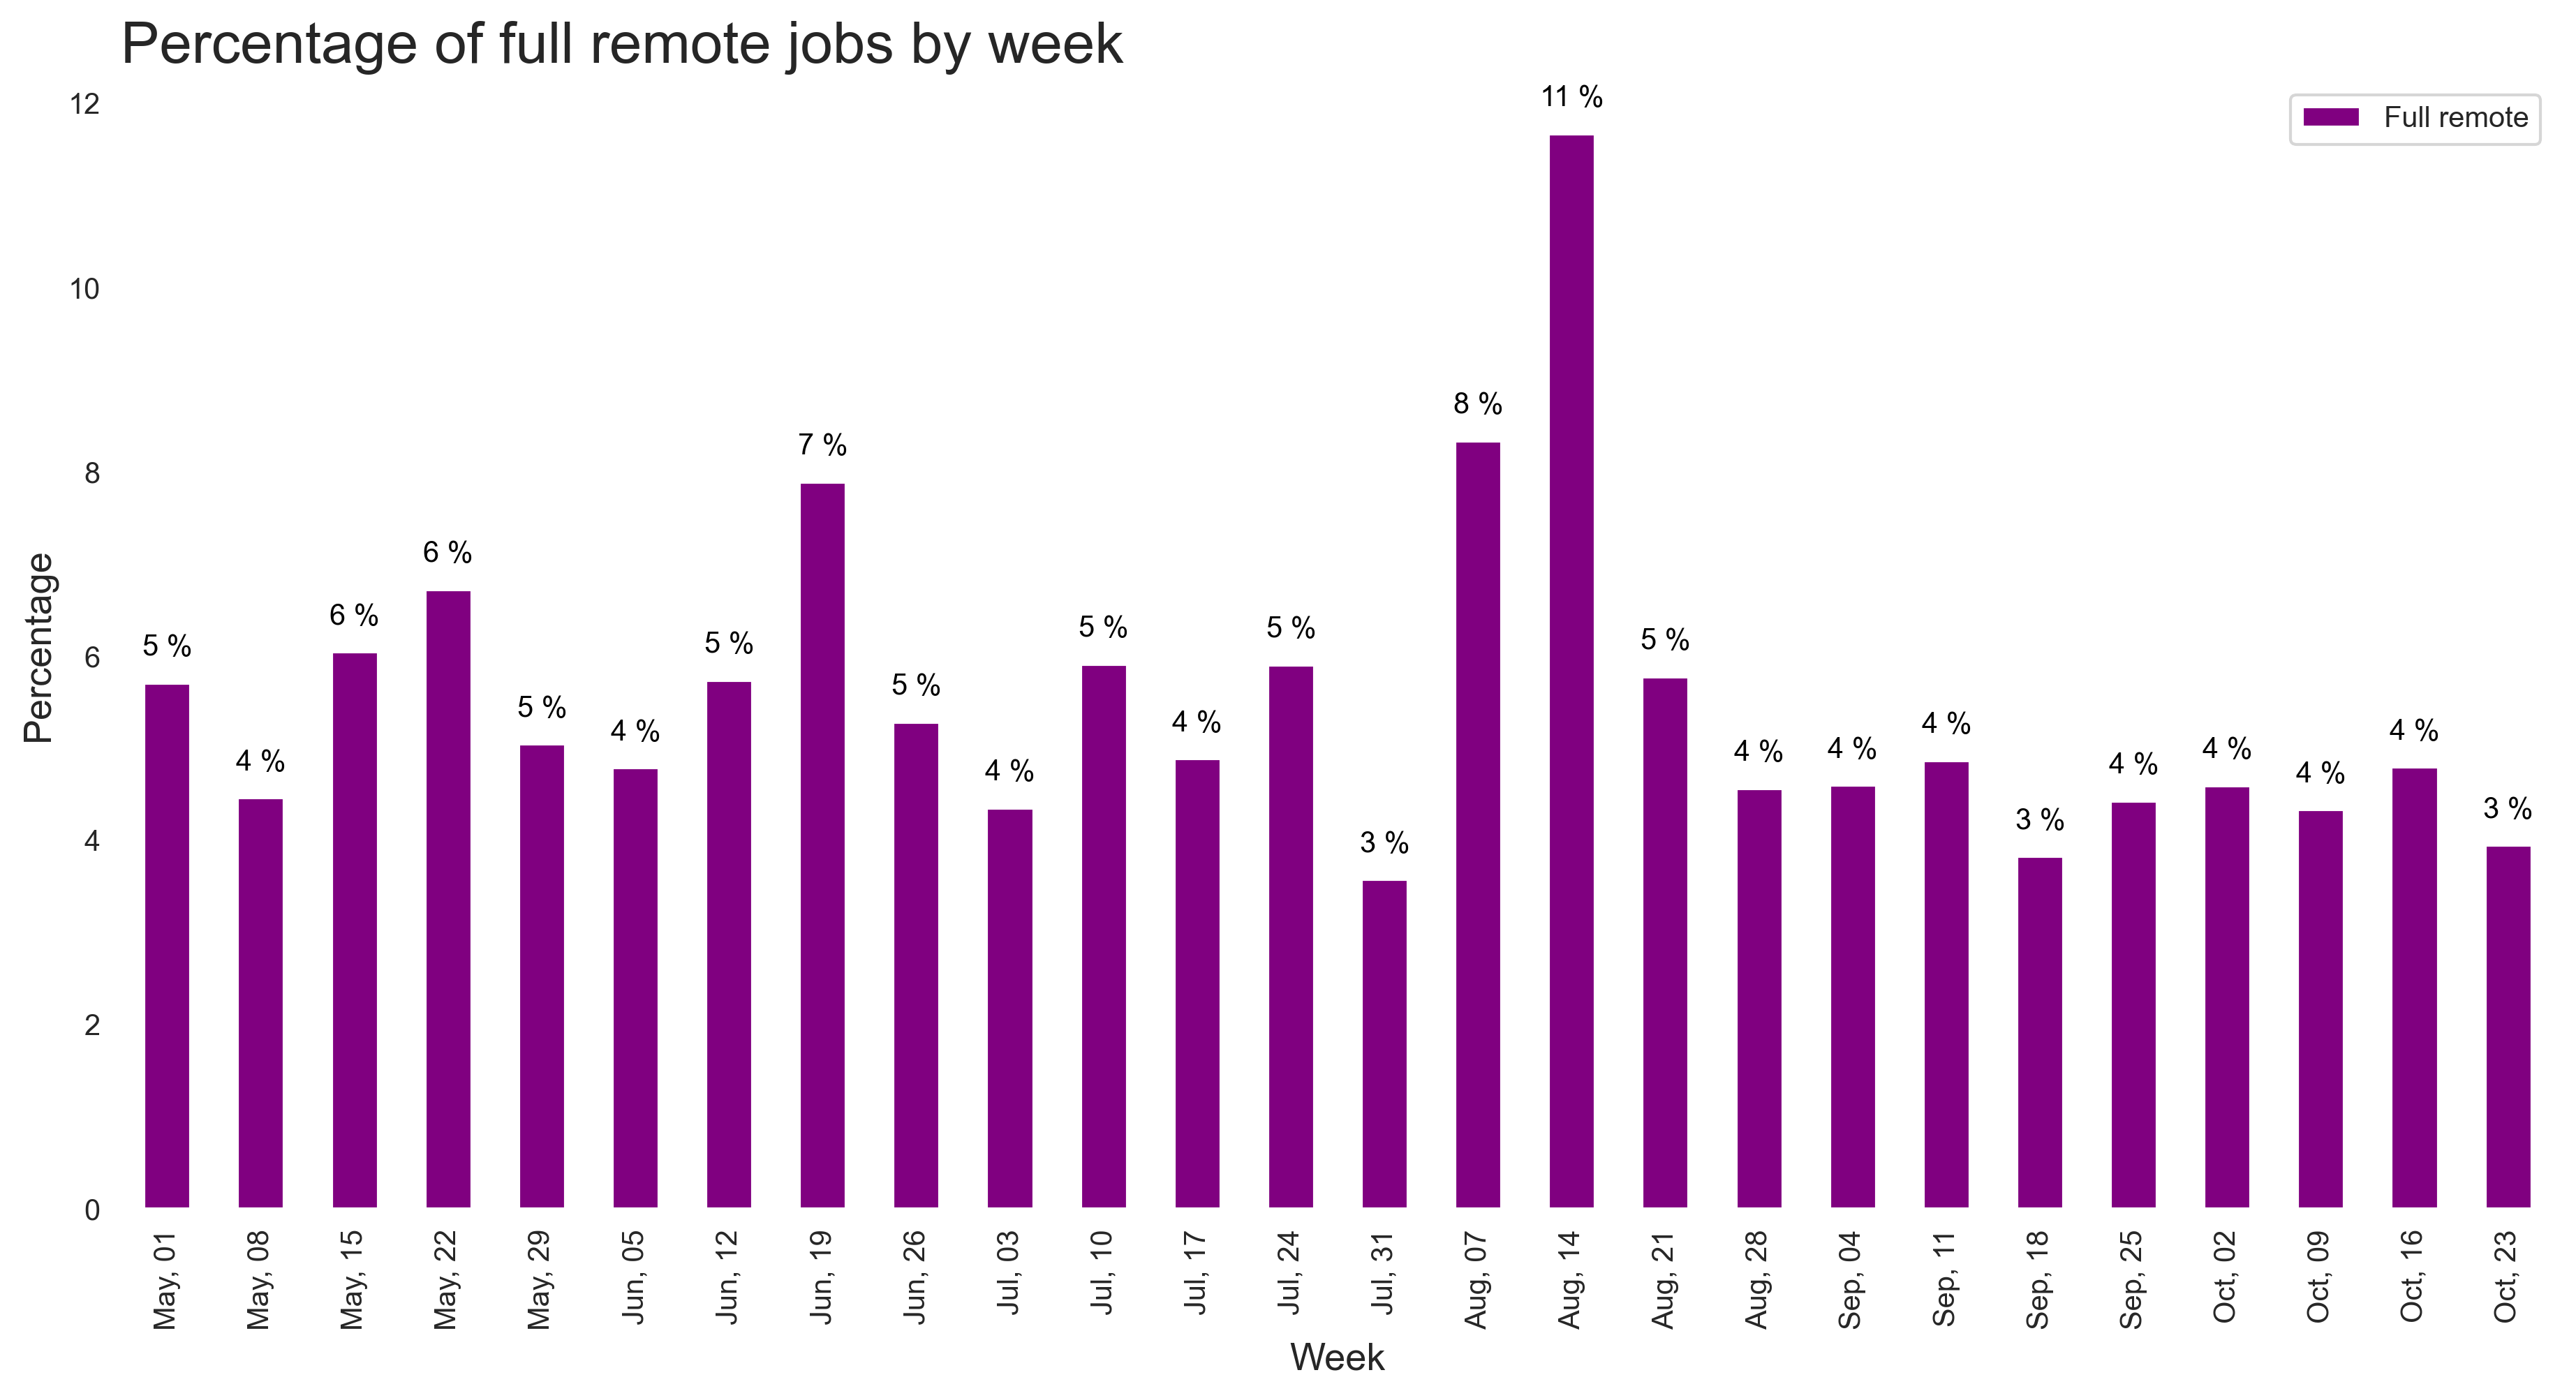 Percentage of full remote jobs by week
Full remote
Percentage
12
10
8
6
4
2
0
5 %
4 %
6 %
6 %
5 %
4 %
5 %
7 %
5 %
4 %
5 %
4 %
5 %
3 %
8 %
11 %
5 %
4 %
4 %
4 %
3 %
4 %
4 %
4 %
4 %
3 %
May, 01
May, 08
May, 15
May, 22
May, 29
Jun, 05
Jun, 12
Jun, 19
Jun, 26
Jul, 03
Jul, 10
Jul, 17
Jul, 24
Jul, 31
Aug, 07
Aug, 14
Aug, 21
Aug, 28
Sep, 04
Sep, 11
Sep, 18
Sep, 25
Oct, 02
Oct, 09
Oct, 16
Oct, 23
Week